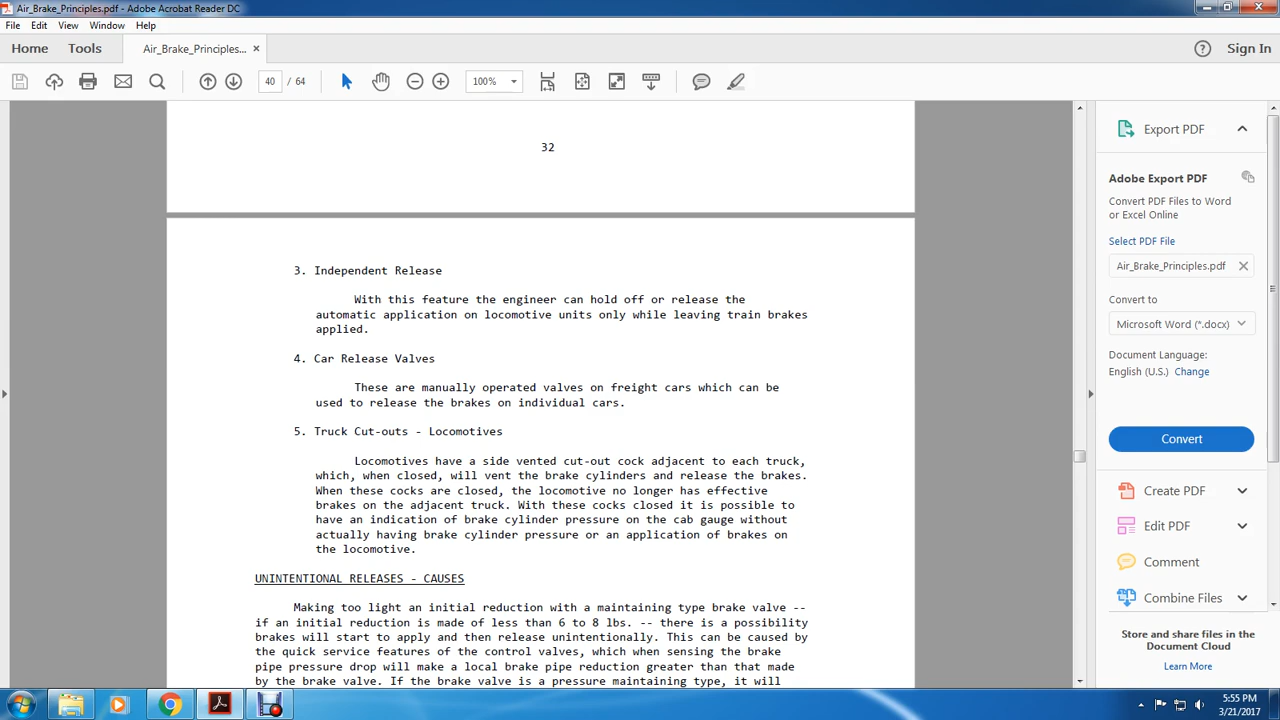 Air_Brake_Principles.pdf - Adobe Acrobat Reader DC
File Edit View Window Help
Home Tools Air_Brake_Principles... × ? Sign In
40 / 64 100%
32
3. Independent Release
With this feature the engineer can hold off or release the
automatic application on locomotive units only while leaving train brakes
applied.
4. Car Release Valves
These are manually operated valves on freight cars which can be
used to release the brakes on individual cars.
5. Truck Cut-outs - Locomotives
Locomotives have a side vented cut-out cock adjacent to each truck,
which, when closed, will vent the brake cylinders and release the brakes.
When these cocks are closed, the locomotive no longer has effective
brakes on the adjacent truck. With these cocks closed it is possible to
have an indication of brake cylinder pressure on the cab gauge without
actually having brake cylinder pressure or an application of brakes on
the locomotive.
UNINTENTIONAL RELEASES - CAUSES
Making too light an initial reduction with a maintaining type brake valve --
if an initial reduction is made of less than 6 to 8 lbs. -- there is a possibility
brakes will start to apply and then release unintentionally. This can be caused by
the quick service features of the control valves, which when sensing the brake
pipe pressure drop will make a local brake pipe reduction greater than that made
by the brake valve. If the brake valve is a pressure maintaining type, it will
Export PDF
Adobe Export PDF
Convert PDF Files to Word
or Excel Online
Select PDF File
Air_Brake_Principles.pdf
Convert to
Microsoft Word (*.docx)
Document Language:
English (U.S.) Change
Convert
Create PDF
Edit PDF
Comment
Combine Files
Store and share files in the
Document Cloud
Learn More
5:55 PM
3/21/2017